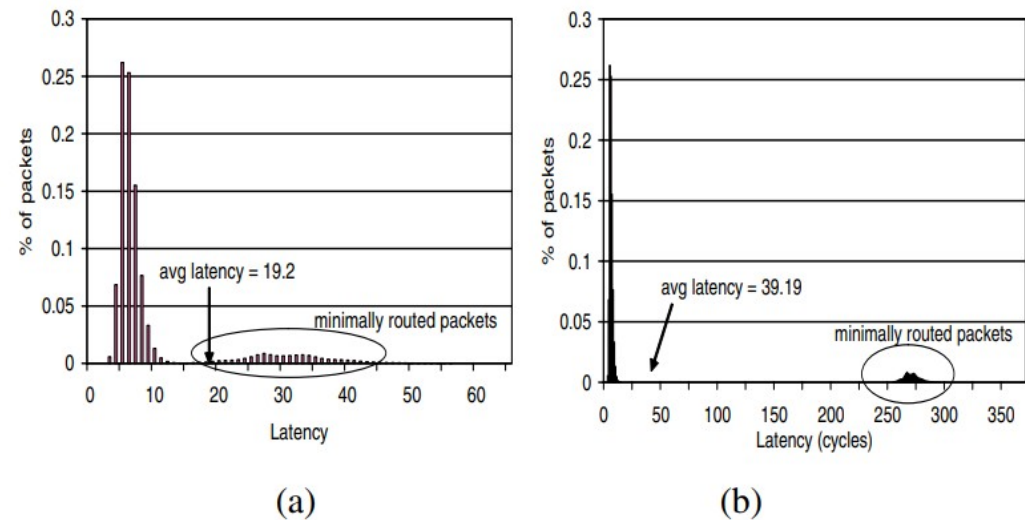 0.3
0.25
0.2
0.15
0.1
0.05
0
% of packets
avg latency = 19.2
minimally routed packets
0 10 20 30 40 50 60
Latency
(a)
0.3
0.25
0.2
0.15
0.1
0.05
0
% of packets
avg latency = 39.19
minimally routed packets
0 50 100 150 200 250 300 350
Latency (cycles)
(b)